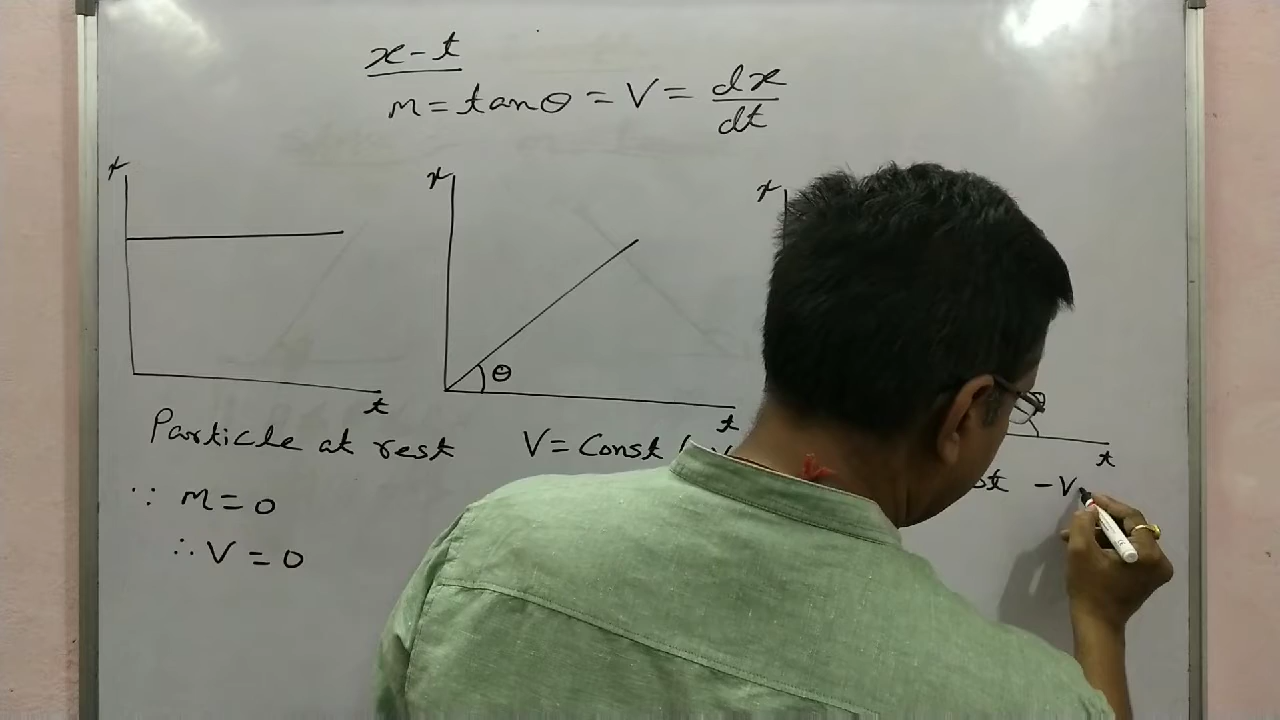 x - t
m = tanθ = V = dx/dt
x
x
x
θ
t
t
t
Particle at rest
V = Const
- V
∵ m = 0
∴ V = 0